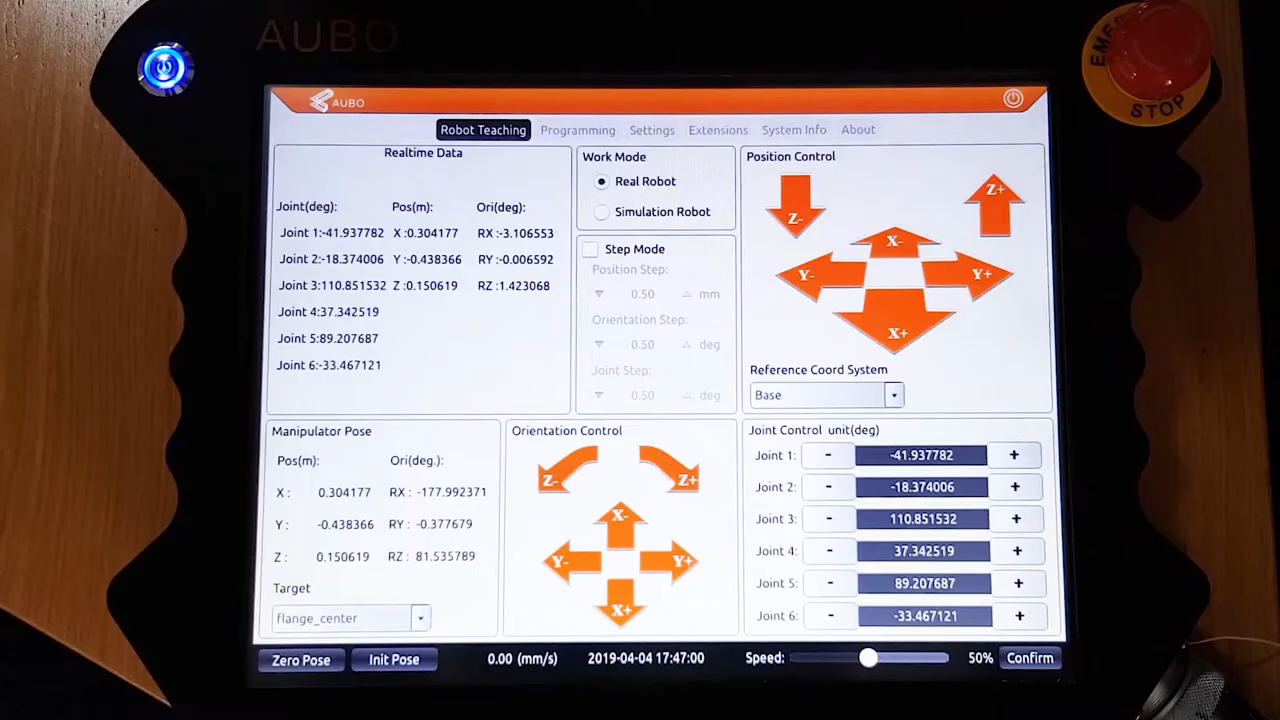 AUBO
EMERGENCY
STOP
AUBO
Robot Teaching Programming Settings Extensions System Info About
Realtime Data
Joint(deg): Pos(m): Ori(deg):
Joint 1:-41.937782 X :0.304177 RX :-3.106553
Joint 2:-18.374006 Y :-0.438366 RY :-0.006592
Joint 3:110.851532 Z :0.150619 RZ :1.423068
Joint 4:37.342519
Joint 5:89.207687
Joint 6:-33.467121
Work Mode
Real Robot
Simulation Robot
Step Mode
Position Step:
0.50 mm
Orientation Step:
0.50 deg
Joint Step:
0.50 deg
Position Control
Z- Z+
X-
Y- Y+
X+
Reference Coord System
Base
Manipulator Pose
Pos(m): Ori(deg.):
X : 0.304177 RX : -177.992371
Y : -0.438366 RY : -0.377679
Z : 0.150619 RZ : 81.535789
Target
flange_center
Orientation Control
Z- Z+
X-
Y- Y+
X+
Joint Control unit(deg)
Joint 1: - -41.937782 +
Joint 2: - -18.374006 +
Joint 3: - 110.851532 +
Joint 4: - 37.342519 +
Joint 5: - 89.207687 +
Joint 6: - -33.467121 +
Zero Pose Init Pose 0.00 (mm/s) 2019-04-04 17:47:00 Speed: 50% Confirm